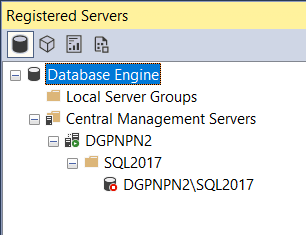 Registered Servers
Database Engine
Local Server Groups
Central Management Servers
DGPNPN2
SQL2017
DGPNPN2\SQL2017